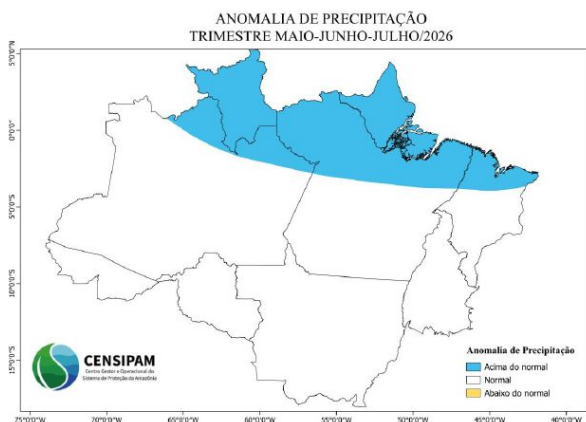 ANOMALIA DE PRECIPITAÇÃO
TRIMESTRE MAIO-JUNHO-JULHO/2026
5°0'0"N
0°0'0"
5°0'0"S
10°0'0"S
15°0'0"S
CENSIPAM
Centro Gestor e Operacional do
Sistema de Proteção da Amazônia
Anomalia de Precipitação
Acima do normal
Normal
Abaixo do normal
75°0'0"W 70°0'0"W 65°0'0"W 60°0'0"W 55°0'0"W 50°0'0"W 45°0'0"W 40°0'0"W